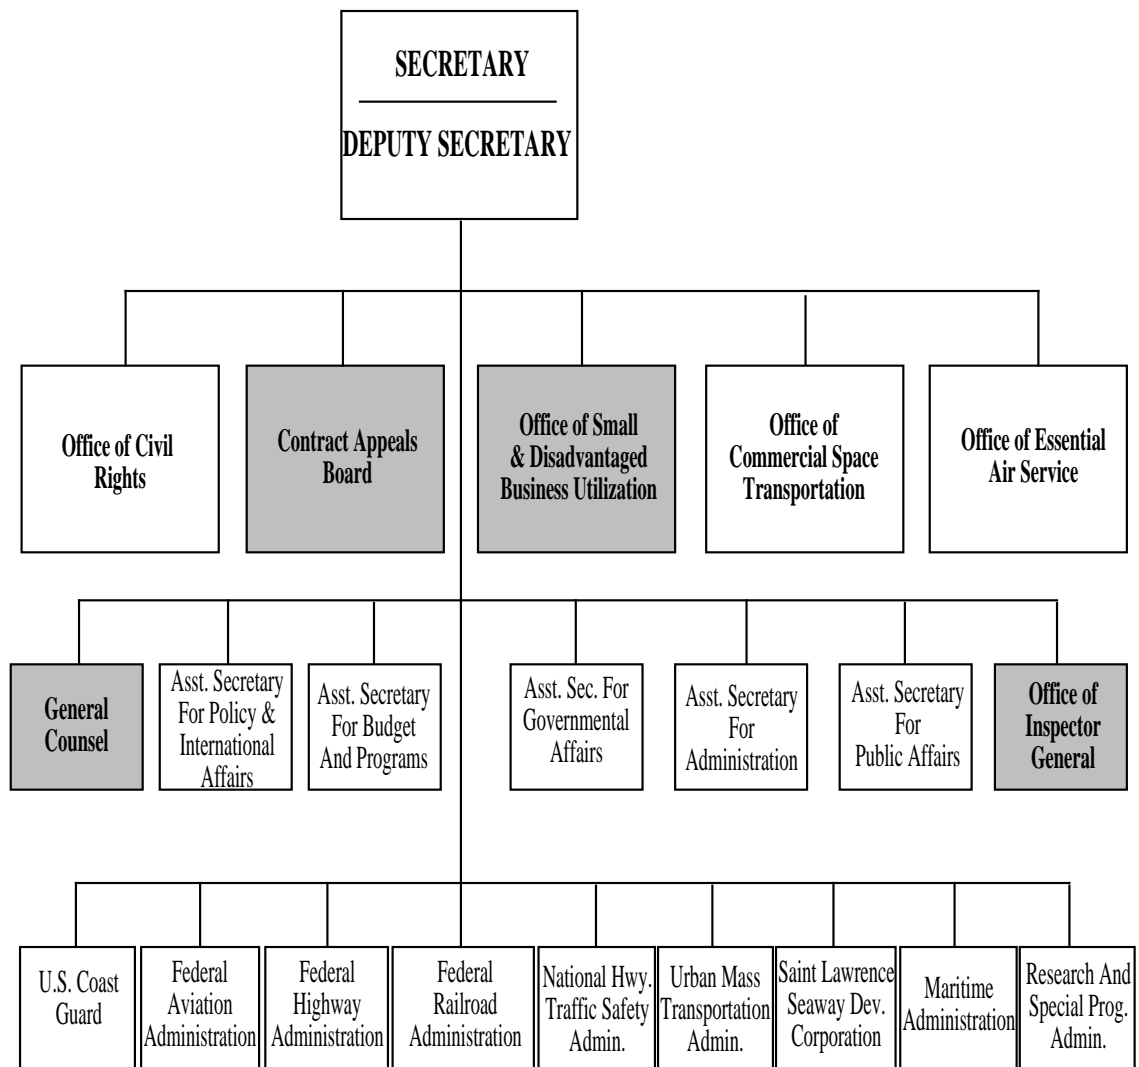 SECRETARY
DEPUTY SECRETARY
Office of Civil
Rights
Contract Appeals
Board
Office of Small
& Disadvantaged
Business Utilization
Office of
Commercial Space
Transportation
Office of Essential
Air Service
General
Counsel
Asst. Secretary
For Policy &
International
Affairs
Asst. Secretary
For Budget
And Programs
Asst. Sec. For
Governmental
Affairs
Asst. Secretary
For
Administration
Asst. Secretary
For
Public Affairs
Office of
Inspector
General
U.S. Coast
Guard
Federal
Aviation
Administration
Federal
Highway
Administration
Federal
Railroad
Administration
National Hwy.
Traffic Safety
Admin.
Urban Mass
Transportation
Admin.
Saint Lawrence
Seaway Dev.
Corporation
Maritime
Administration
Research And
Special Prog.
Admin.